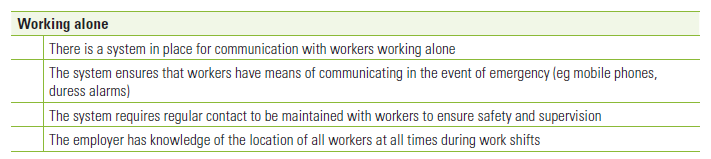 Working alone
There is a system in place for communication with workers working alone
The system ensures that workers have means of communicating in the event of emergency (eg mobile phones,
duress alarms)
The system requires regular contact to be maintained with workers to ensure safety and supervision
The employer has knowledge of the location of all workers at all times during work shifts